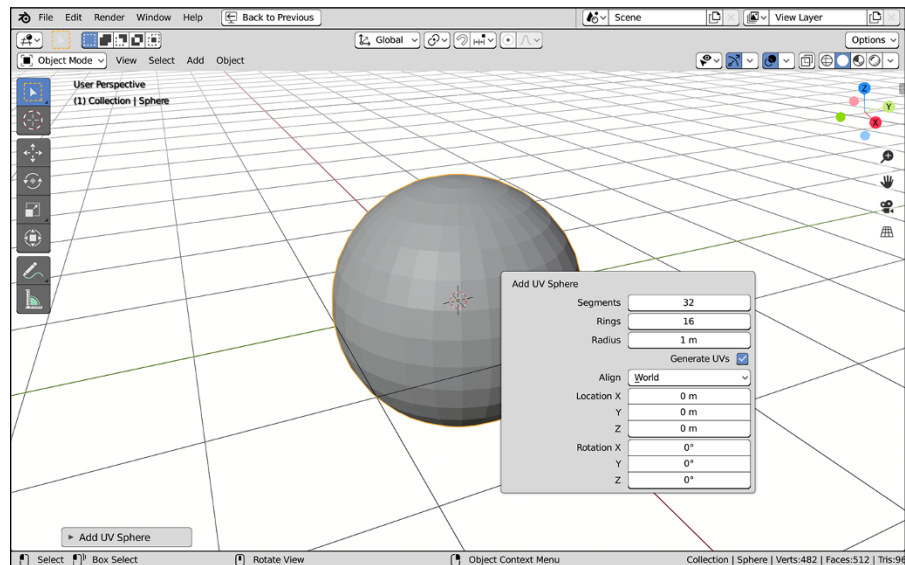 File Edit Render Window Help Back to Previous Scene View Layer
Global Options
Object Mode View Select Add Object
User Perspective
(1) Collection | Sphere
Z
Y
X
Add UV Sphere
Segments 32
Rings 16
Radius 1 m
Generate UVs
Align World
Location X 0 m
Y 0 m
Z 0 m
Rotation X 0°
Y 0°
Z 0°
Add UV Sphere
Select Box Select Rotate View Object Context Menu Collection | Sphere | Verts:482 | Faces:512 | Tris:96